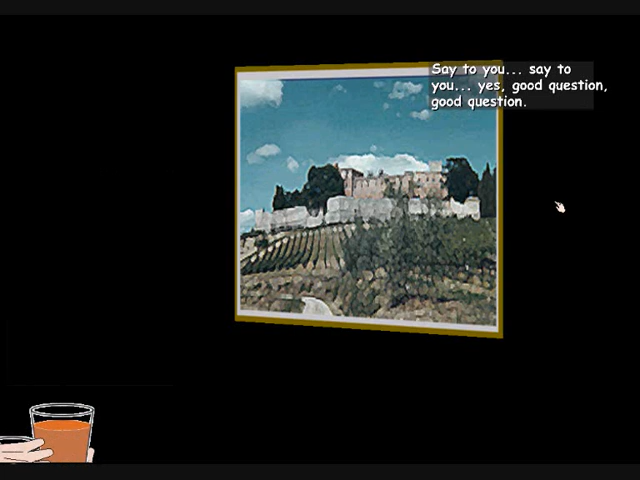 Say to you... say to
you... yes, good question,
good question.